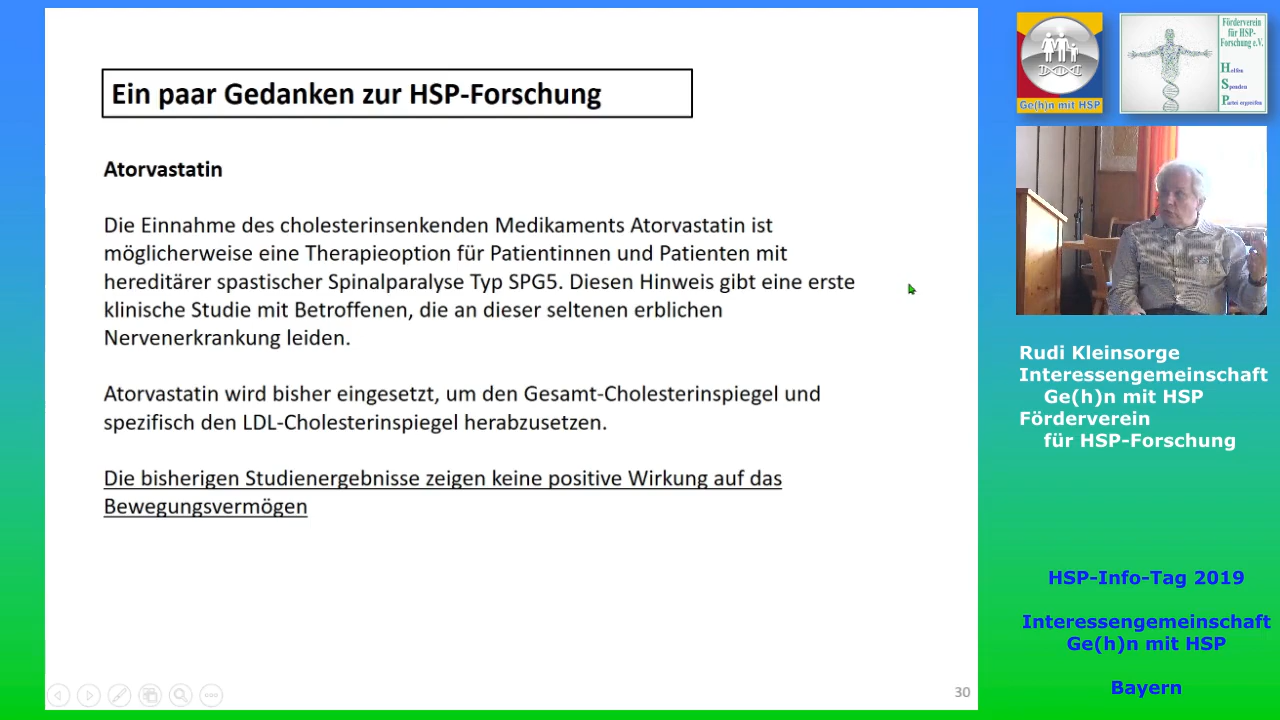 Ein paar Gedanken zur HSP-Forschung
Atorvastatin
Die Einnahme des cholesterinsenkenden Medikaments Atorvastatin ist
möglicherweise eine Therapieoption für Patientinnen und Patienten mit
hereditärer spastischer Spinalparalyse Typ SPG5. Diesen Hinweis gibt eine erste
klinische Studie mit Betroffenen, die an dieser seltenen erblichen
Nervenerkrankung leiden.
Atorvastatin wird bisher eingesetzt, um den Gesamt-Cholesterinspiegel und
spezifisch den LDL-Cholesterinspiegel herabzusetzen.
Die bisherigen Studienergebnisse zeigen keine positive Wirkung auf das
Bewegungsvermögen
30
Ge(h)n mit HSP
Förderverein
für HSP-
Forschung e.V.
Helfen
Spenden
Partei ergreifen
Rudi Kleinsorge
Interessengemeinschaft
Ge(h)n mit HSP
Förderverein
für HSP-Forschung
HSP-Info-Tag 2019
Interessengemeinschaft
Ge(h)n mit HSP
Bayern